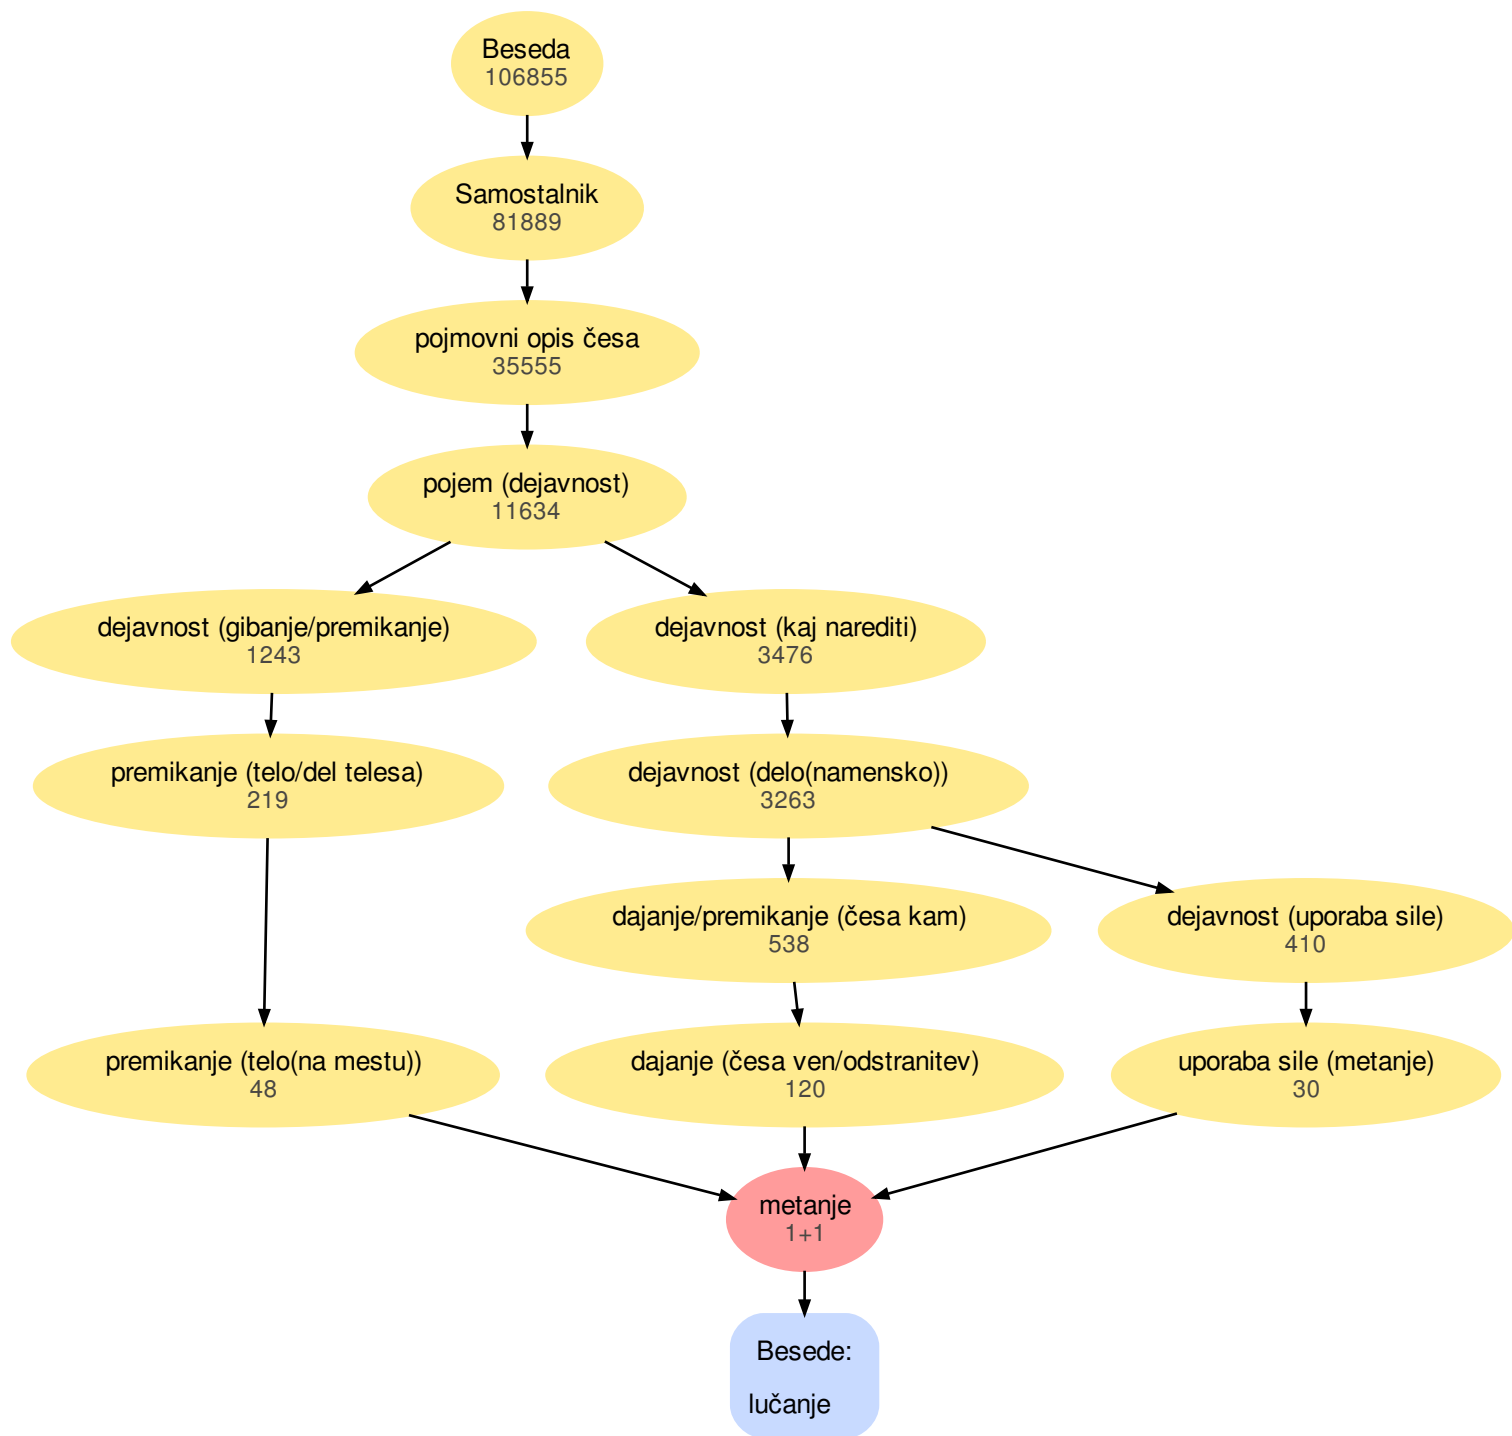 Beseda
106855
Samostalnik
81889
pojmovni opis česa
35555
pojem (dejavnost)
11634
dejavnost (gibanje/premikanje)
1243
dejavnost (kaj narediti)
3476
premikanje (telo/del telesa)
219
dejavnost (delo(namensko))
3263
dajanje/premikanje (česa kam)
538
dejavnost (uporaba sile)
410
premikanje (telo(na mestu))
48
dajanje (česa ven/odstranitev)
120
uporaba sile (metanje)
30
metanje
1+1
Besede:
lučanje